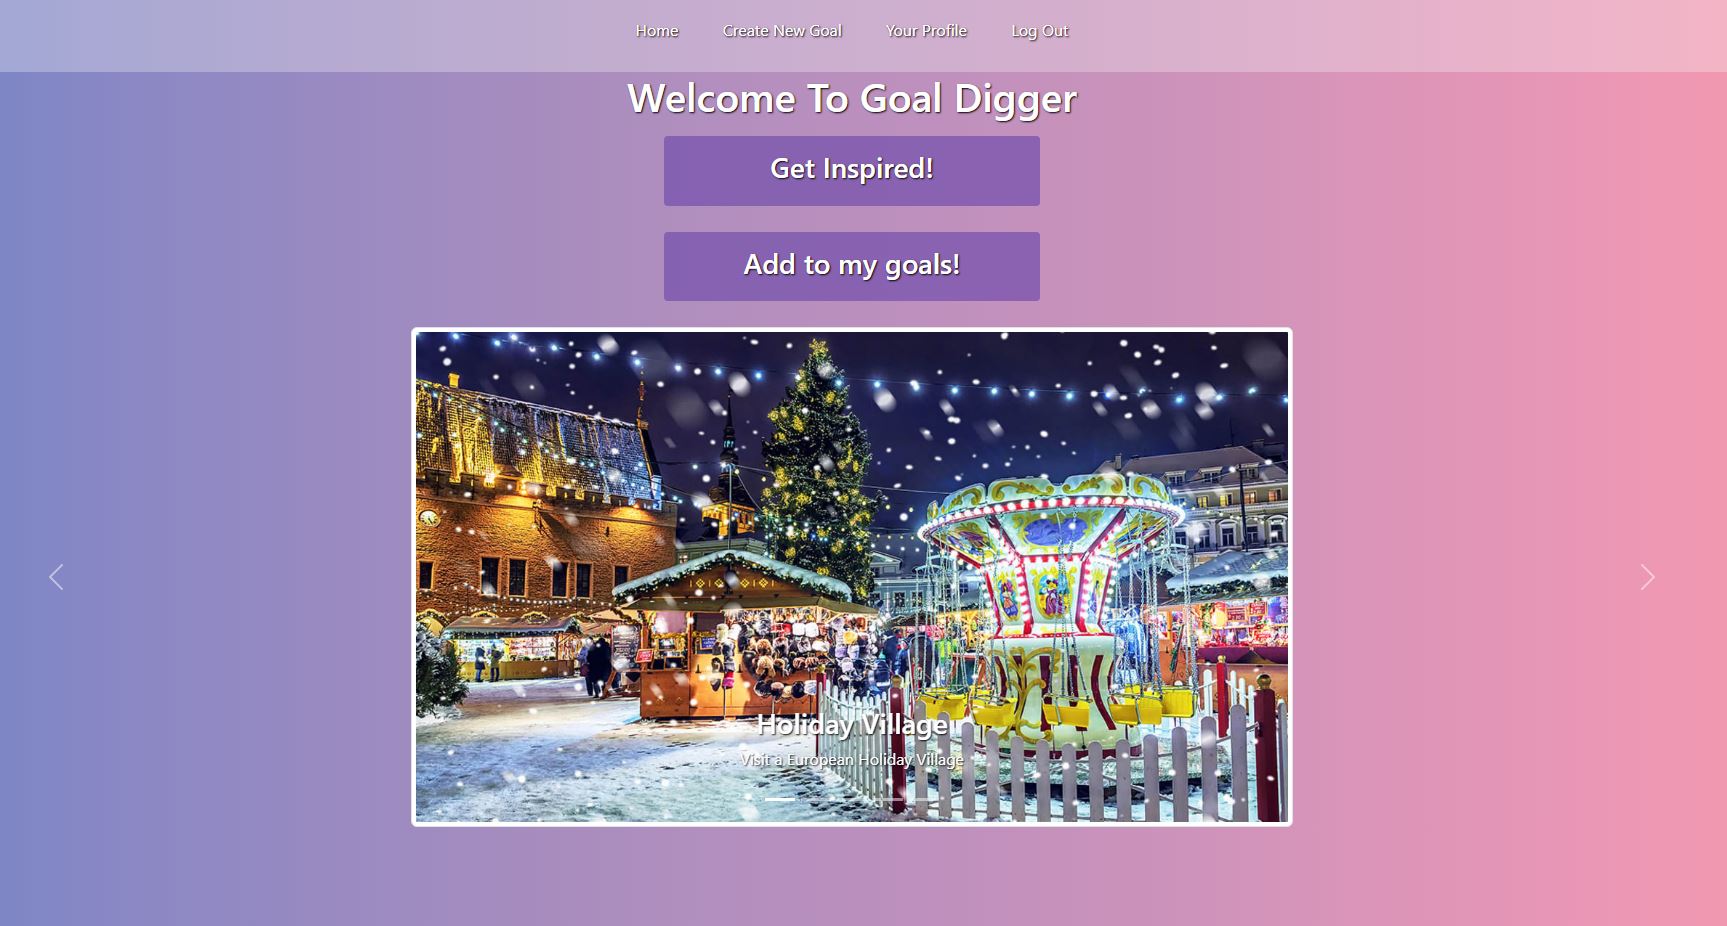 Home Create New Goal Your Profile Log Out
Welcome To Goal Digger
Get Inspired!
Add to my goals!
Holiday Village
Visit a European Holiday Village